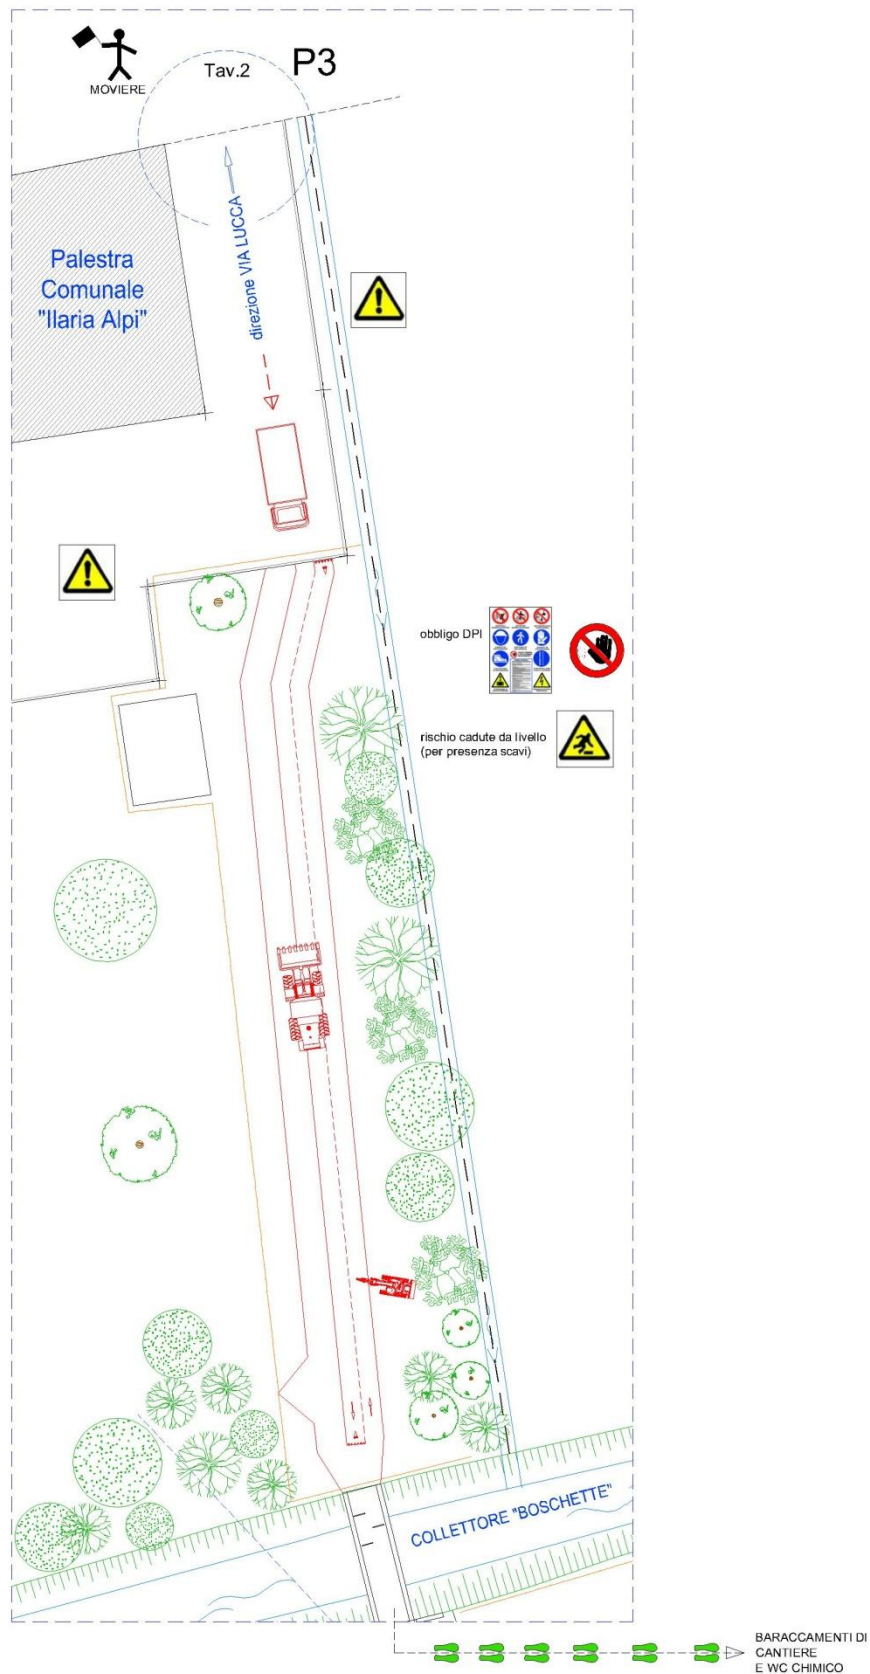 MOVIERE
Tav.2
P3
direzione VIA LUCCA
Palestra
Comunale
"Ilaria Alpi"
obbligo DPI
rischio cadute da livello
(per presenza scavi)
COLLETTORE "BOSCHETTE"
BARACCAMENTI DI
CANTIERE
E WC CHIMICO